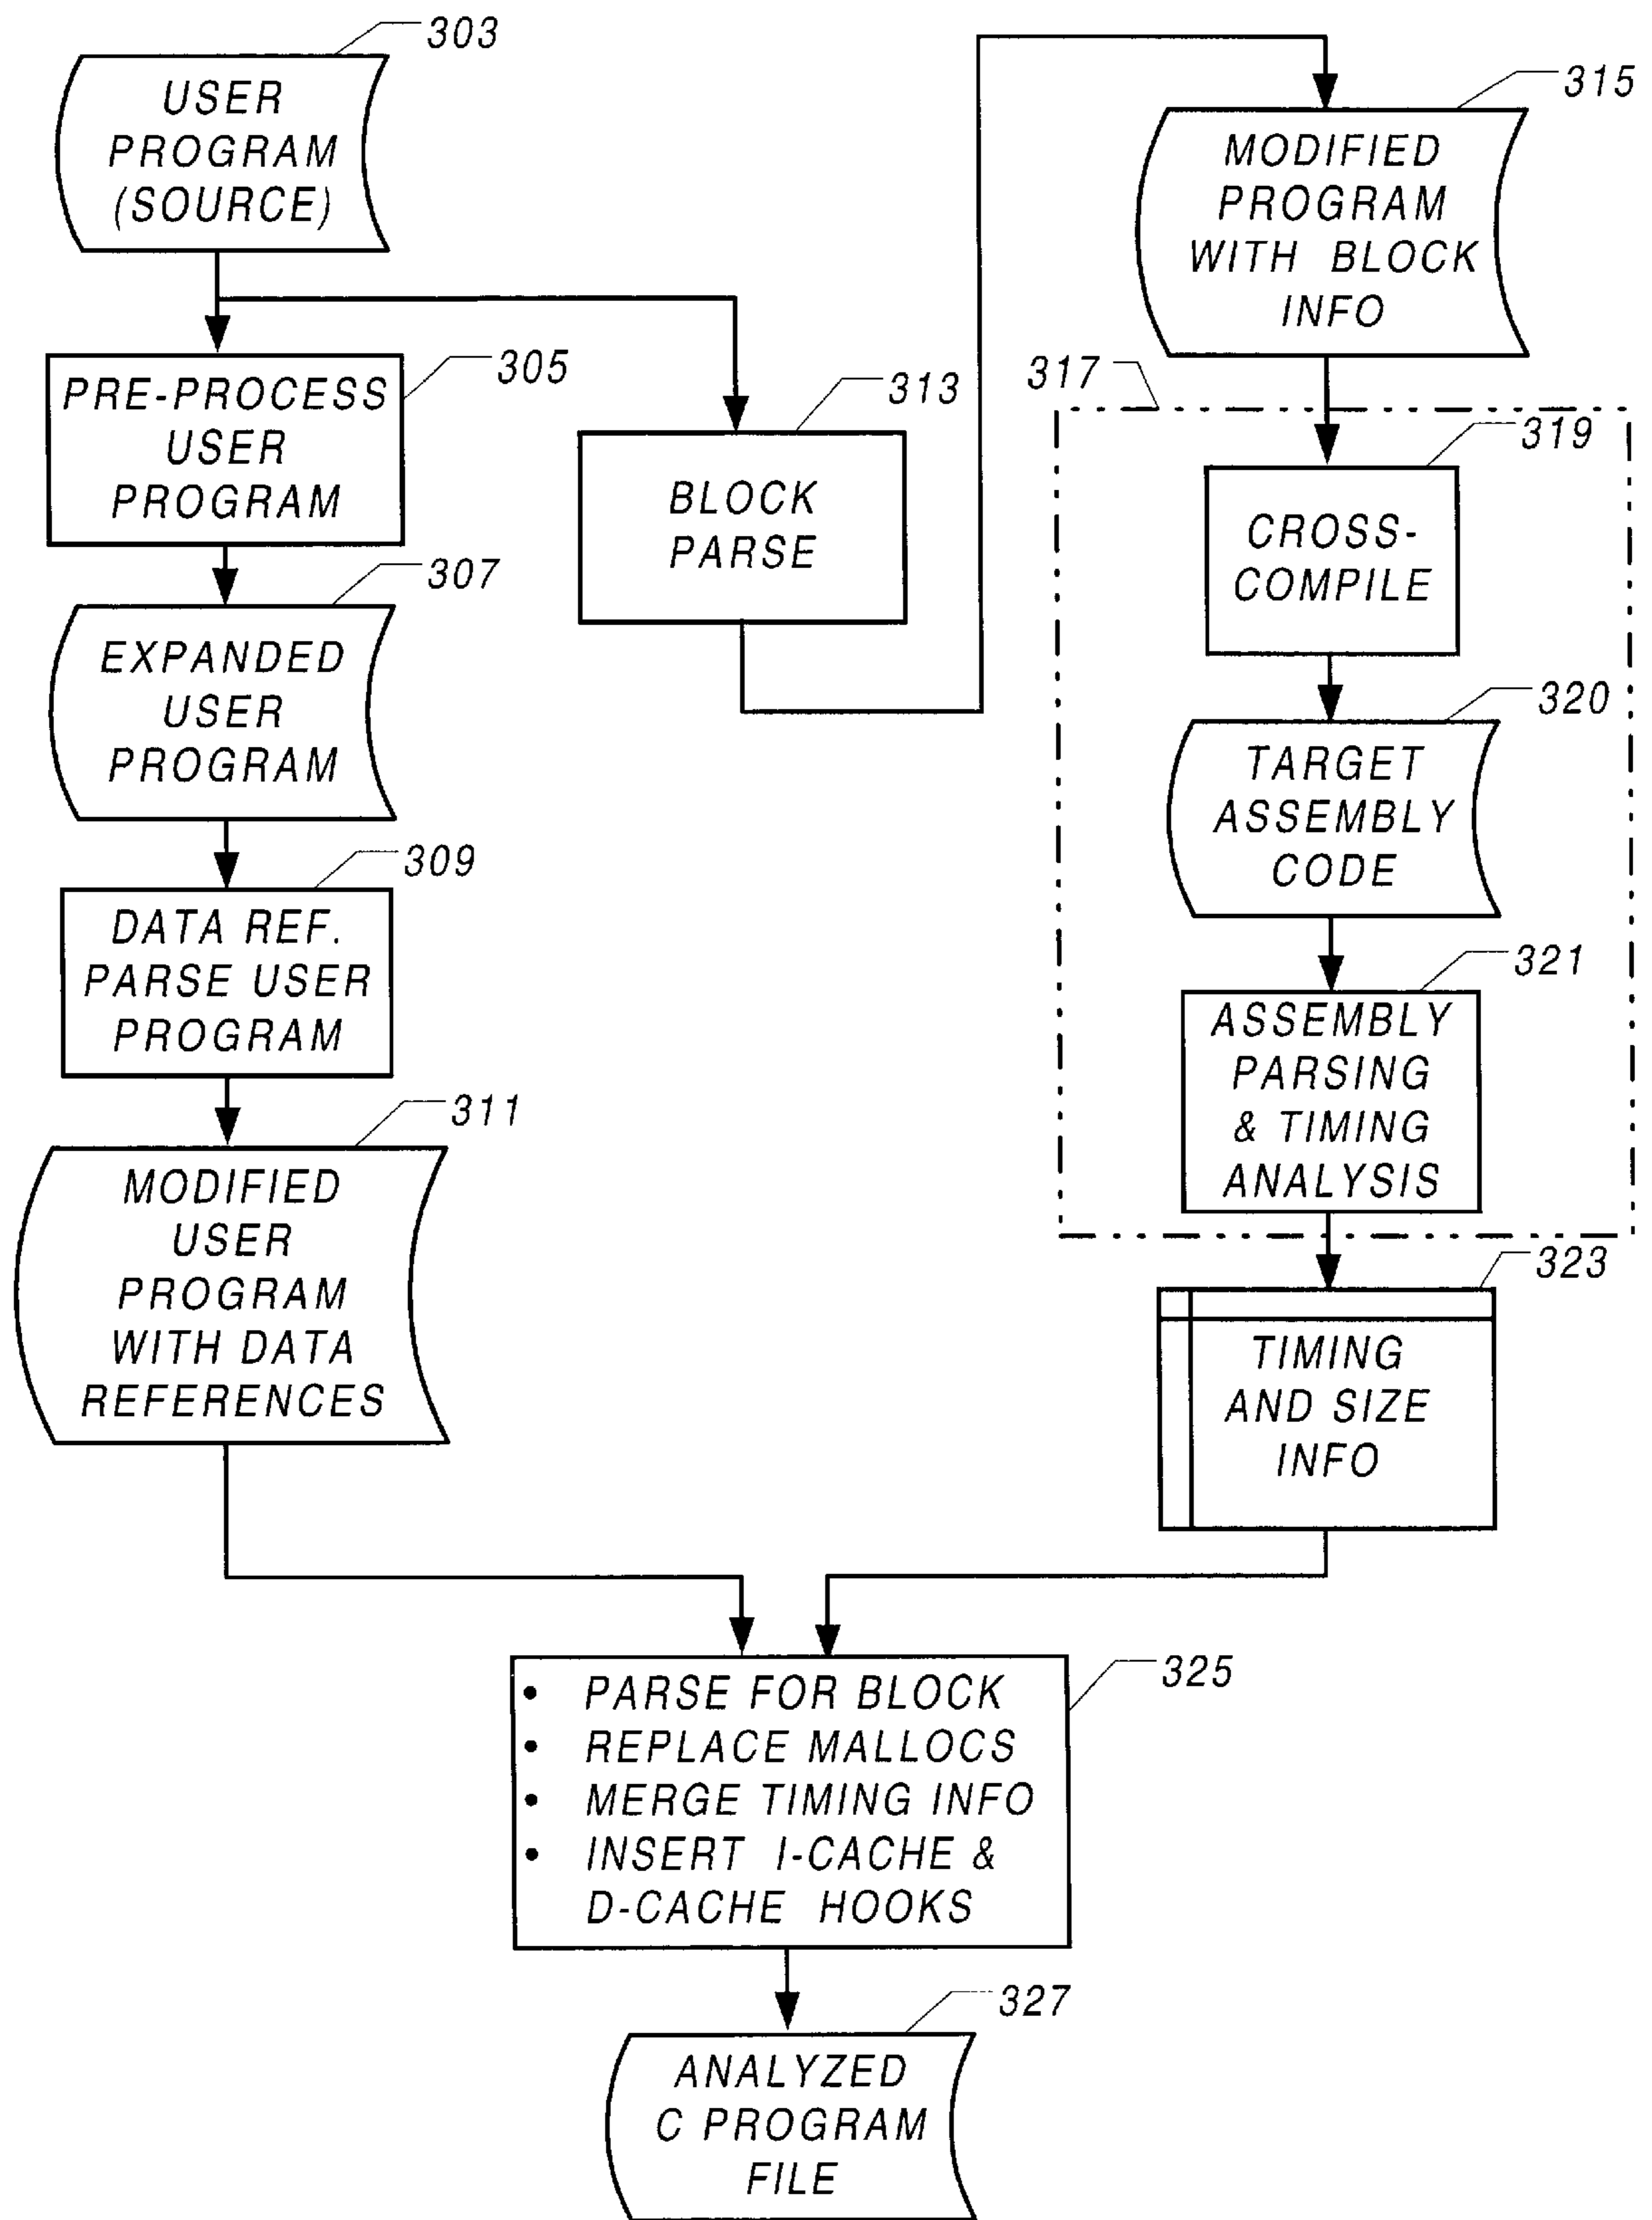 303
USER
PROGRAM
(SOURCE)
305
PRE-PROCESS
USER
PROGRAM
307
EXPANDED
USER
PROGRAM
309
DATA REF.
PARSE USER
PROGRAM
311
MODIFIED
USER
PROGRAM
WITH DATA
REFERENCES
313
BLOCK
PARSE
315
MODIFIED
PROGRAM
WITH BLOCK
INFO
317
319
CROSS-
COMPILE
320
TARGET
ASSEMBLY
CODE
321
ASSEMBLY
PARSING
& TIMING
ANALYSIS
323
TIMING
AND SIZE
INFO
325
• PARSE FOR BLOCK
• REPLACE MALLOCS
• MERGE TIMING INFO
• INSERT I-CACHE &
D-CACHE HOOKS
327
ANALYZED
C PROGRAM
FILE